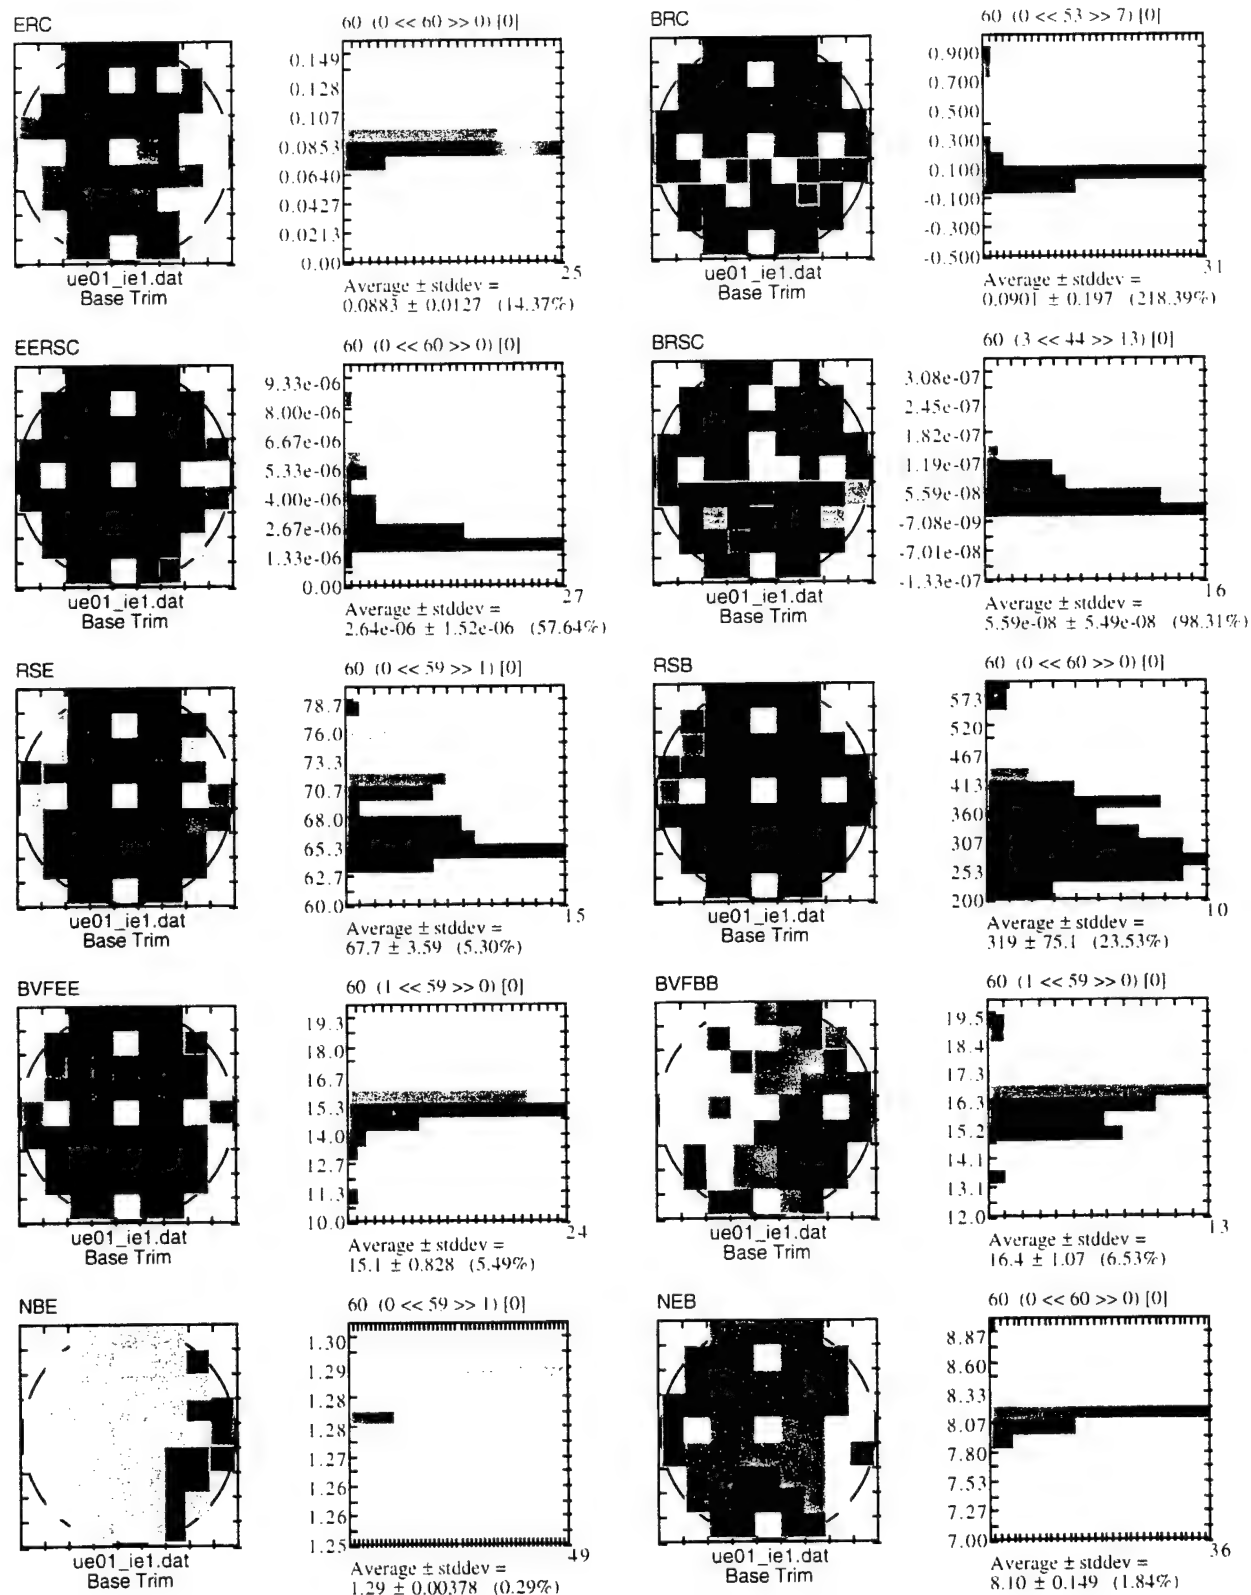 ERC
60 (0 << 60 >> 0) [0]
0.149
0.128
0.107
0.0853
0.0640
0.0427
0.0213
0.00
25
ue01_ie1.dat
Base Trim
Average ± stddev =
0.0883 ± 0.0127 (14.37%)
BRC
60 (0 << 53 >> 7) [0]
0.900
0.700
0.500
0.300
0.100
-0.100
-0.300
-0.500
31
ue01_ie1.dat
Base Trim
Average ± stddev =
0.0901 ± 0.197 (218.39%)
EERSC
60 (0 << 60 >> 0) [0]
9.33e-06
8.00e-06
6.67e-06
5.33e-06
4.00e-06
2.67e-06
1.33e-06
0.00
27
ue01_ie1.dat
Base Trim
Average ± stddev =
2.64e-06 ± 1.52e-06 (57.64%)
BRSC
60 (3 << 44 >> 13) [0]
3.08e-07
2.45e-07
1.82e-07
1.19e-07
5.59e-08
-7.08e-09
-7.01e-08
-1.33e-07
16
ue01_ie1.dat
Base Trim
Average ± stddev =
5.59e-08 ± 5.49e-08 (98.31%)
RSE
60 (0 << 59 >> 1) [0]
78.7
76.0
73.3
70.7
68.0
65.3
62.7
60.0
15
ue01_ie1.dat
Base Trim
Average ± stddev =
67.7 ± 3.59 (5.30%)
RSB
60 (0 << 60 >> 0) [0]
573
520
467
413
360
307
253
200
10
ue01_ie1.dat
Base Trim
Average ± stddev =
319 ± 75.1 (23.53%)
BVFEE
60 (1 << 59 >> 0) [0]
19.3
18.0
16.7
15.3
14.0
12.7
11.3
10.0
24
ue01_ie1.dat
Base Trim
Average ± stddev =
15.1 ± 0.828 (5.49%)
BVFBB
60 (1 << 59 >> 0) [0]
19.5
18.4
17.3
16.3
15.2
14.1
13.1
12.0
13
ue01_ie1.dat
Base Trim
Average ± stddev =
16.4 ± 1.07 (6.53%)
NBE
60 (0 << 59 >> 1) [0]
1.30
1.29
1.28
1.28
1.27
1.26
1.26
1.25
49
ue01_ie1.dat
Base Trim
Average ± stddev =
1.29 ± 0.00378 (0.29%)
NEB
60 (0 << 60 >> 0) [0]
8.87
8.60
8.33
8.07
7.80
7.53
7.27
7.00
36
ue01_ie1.dat
Base Trim
Average ± stddev =
8.10 ± 0.149 (1.84%)